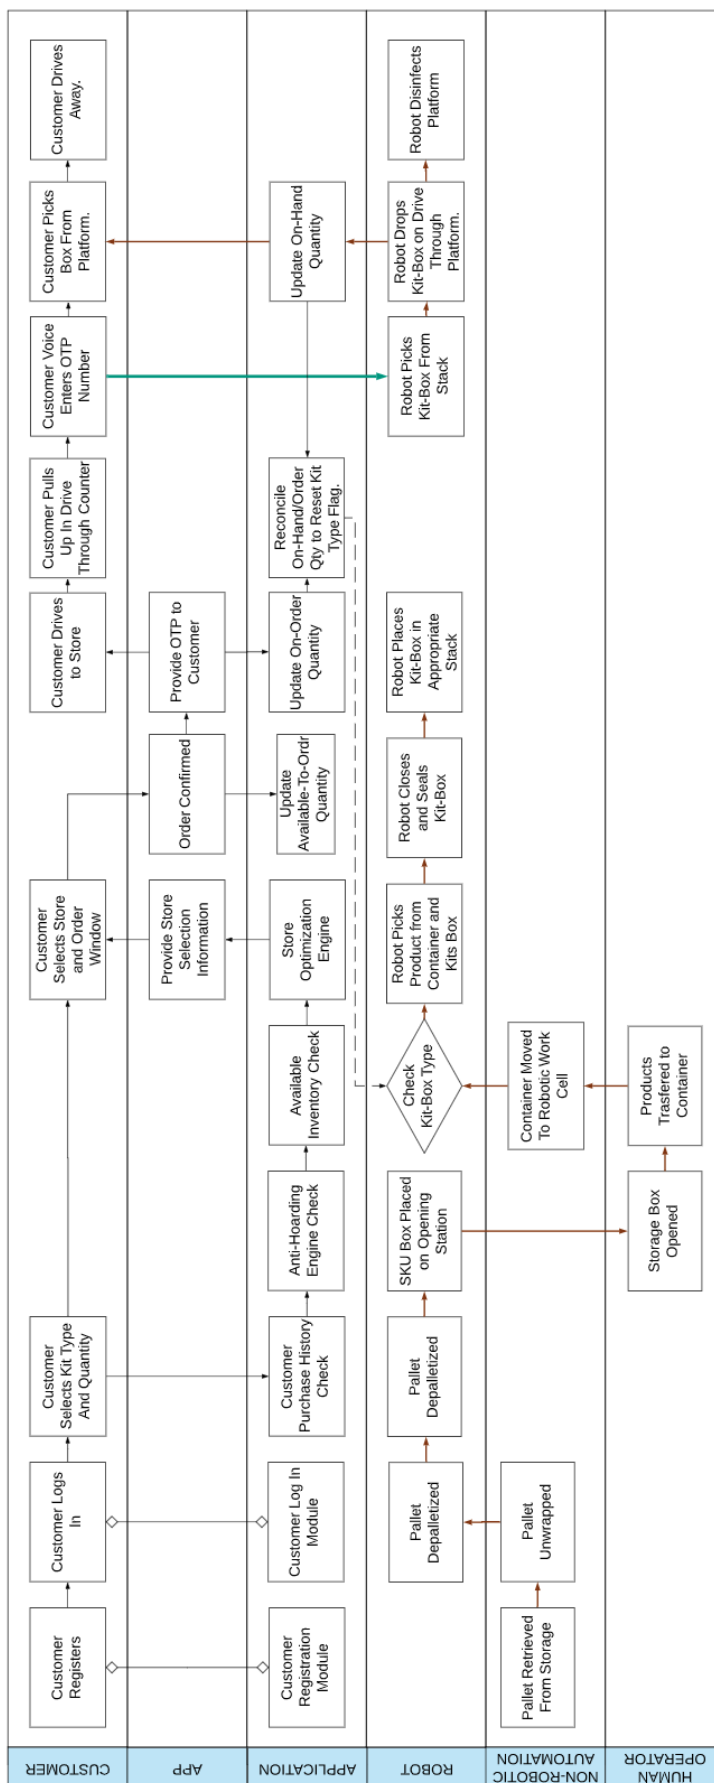 CUSTOMER
Customer
Registers
Customer Logs
In
Customer
Selects Kit Type
And Quantity
Customer
Selects Store
and Order
Window
Customer Drives
to Store
Customer Pulls
Up In Drive
Through Counter
Customer Voice
Enters OTP
Number
Customer Picks
Box From
Platform.
Customer Drives
Away.
APP
Provide Store
Selection
Information
Order Confirmed
Provide OTP to
Customer
APPLICATION
Customer
Registration
Module
Customer Log In
Module
Customer
Purchase History
Check
Anti-Hoarding
Engine Check
Available
Inventory Check
Store
Optimization
Engine
Update
Available-To-Ordr
Quantity
Update On-Order
Quantity
Reconcile
On-Hand/Order
Qty to Reset Kit
Type Flag.
Update On-Hand
Quantity
ROBOT
Pallet
Depalletized
Pallet
Depalletized
SKU Box Placed
on Opening
Station
Check
Kit-Box Type
Robot Picks
Product from
Container and
Kits Box
Robot Closes
and Seals
Kit-Box
Robot Places
Kit-Box in
Appropriate
Stack
Robot Picks
Kit-Box From
Stack
Robot Drops
Kit-Box on Drive
Through
Platform.
Robot Disinfects
Platform
NON-ROBOTIC
AUTOMATION
Pallet Retrieved
From Storage
Pallet
Unwrapped
Container Moved
To Robotic Work
Cell
HUMAN
OPERATOR
Storage Box
Opened
Products
Trasfered to
Container